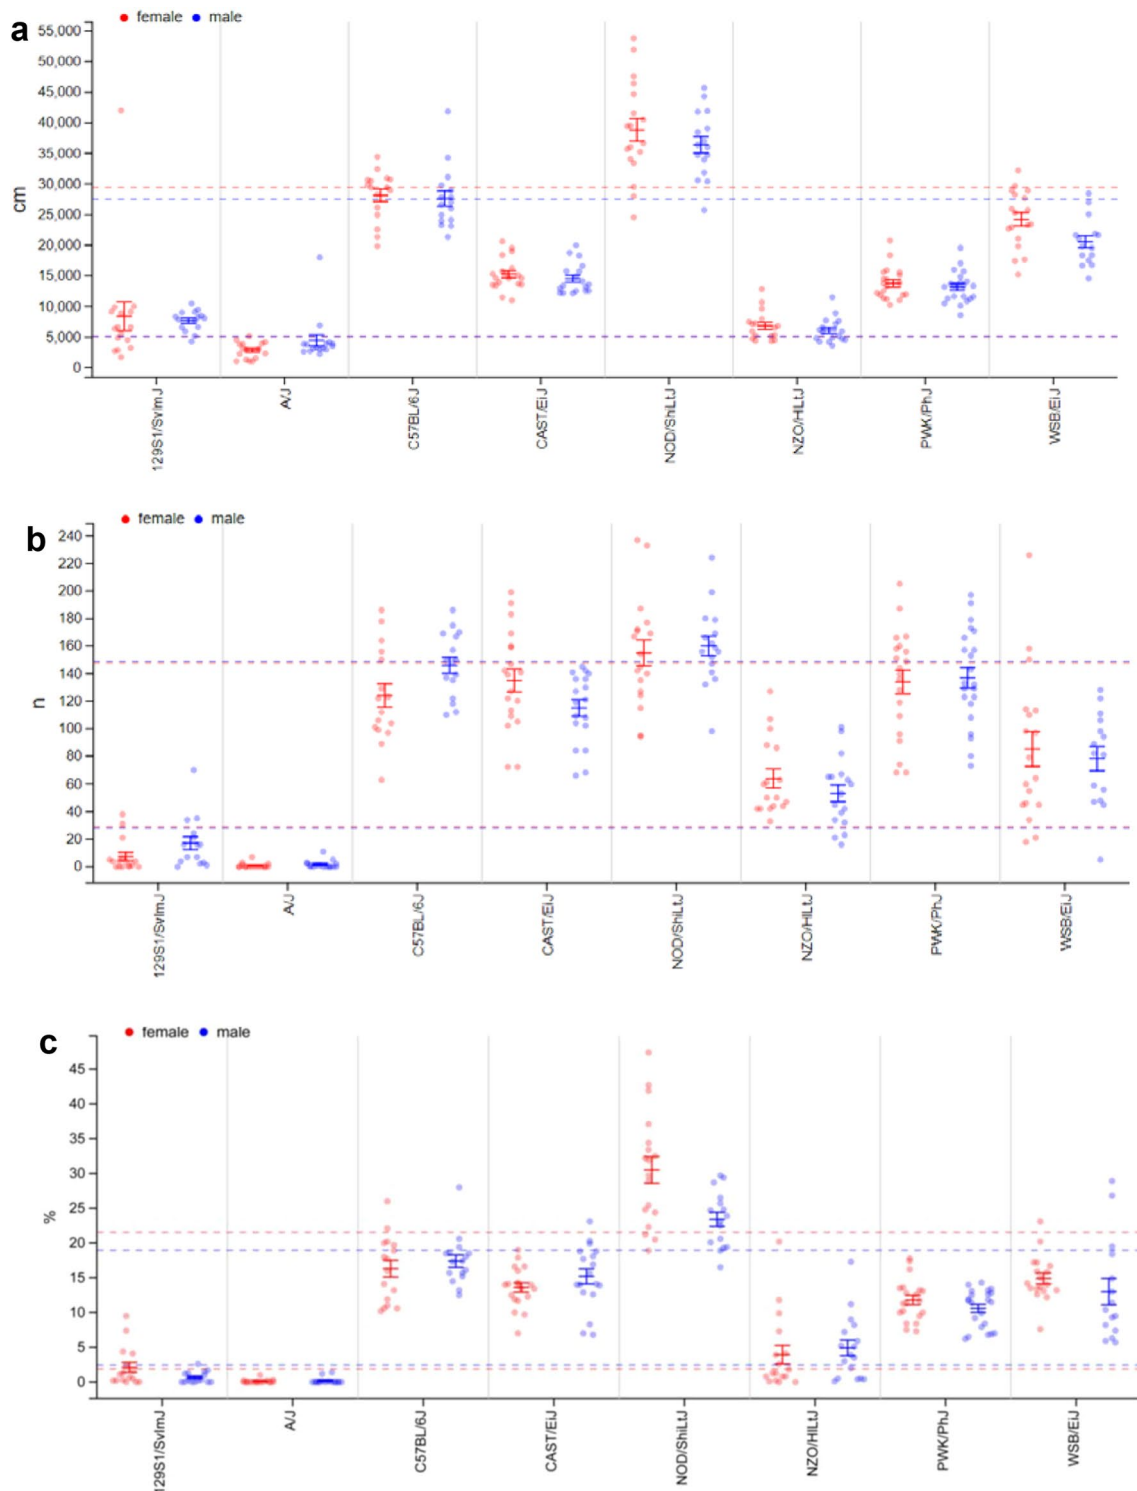 a
female male
55,000
50,000
45,000
40,000
35,000
30,000
25,000
20,000
15,000
10,000
5,000
0
cm
129S1/SvImJ
A/J
C57BL/6J
CAST/EiJ
NOD/ShiLtJ
NZO/HlLtJ
PWK/PhJ
WSB/EiJ
b
female male
240
220
200
180
160
140
120
100
80
60
40
20
0
n
129S1/SvImJ
A/J
C57BL/6J
CAST/EiJ
NOD/ShiLtJ
NZO/HlLtJ
PWK/PhJ
WSB/EiJ
c
female male
45
40
35
30
25
20
15
10
5
0
%
129S1/SvImJ
A/J
C57BL/6J
CAST/EiJ
NOD/ShiLtJ
NZO/HlLtJ
PWK/PhJ
WSB/EiJ